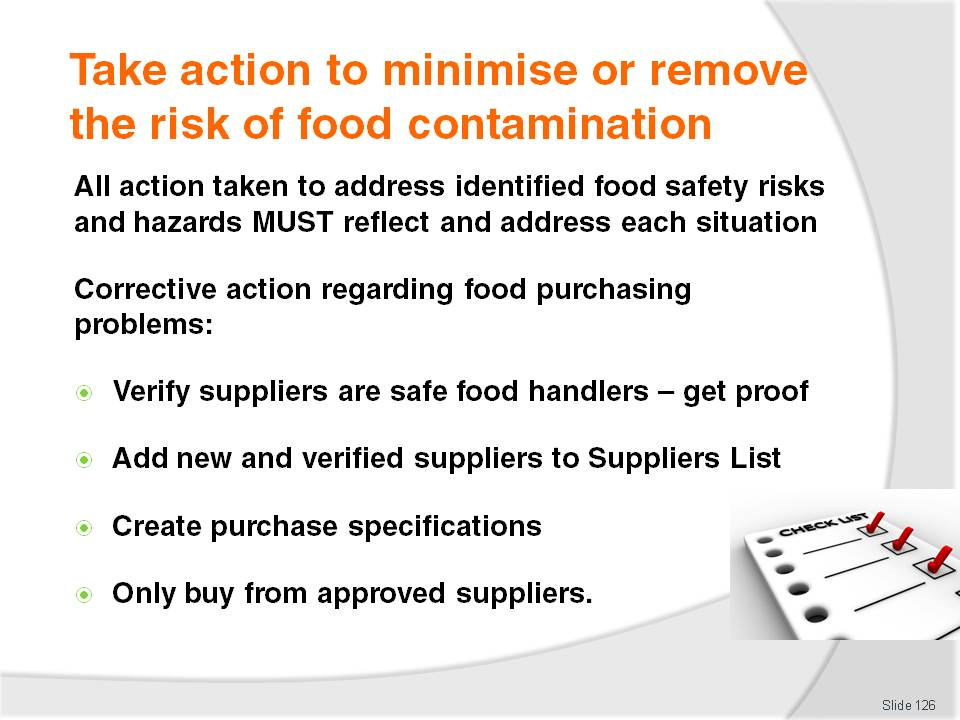 Take action to minimise or remove
the risk of food contamination
All action taken to address identified food safety risks
and hazards MUST reflect and address each situation
Corrective action regarding food purchasing
problems:
Verify suppliers are safe food handlers – get proof
Add new and verified suppliers to Suppliers List
Create purchase specifications
Only buy from approved suppliers.
CHECK LIST
Slide 126